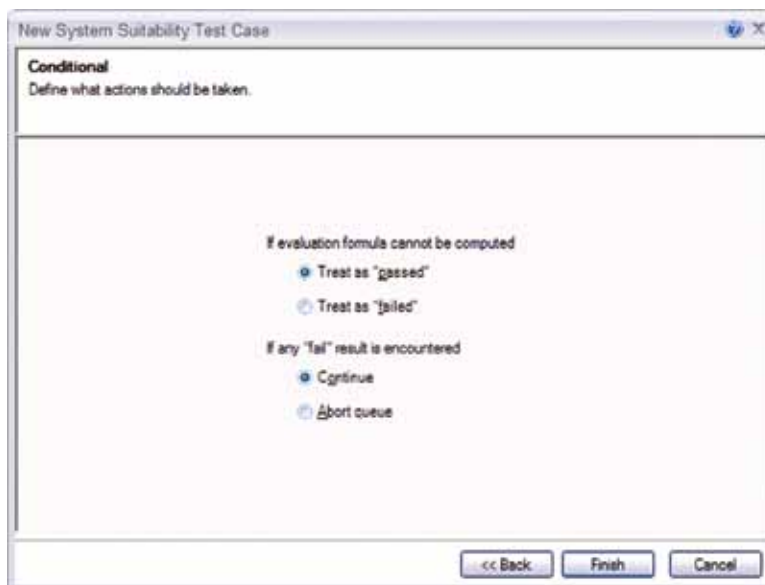 New System Suitability Test Case
Conditional
Define what actions should be taken.
If evaluation formula cannot be computed
Treat as "passed"
Treat as "failed"
If any "fail" result is encountered
Continue
Abort queue
<< Back
Finish
Cancel